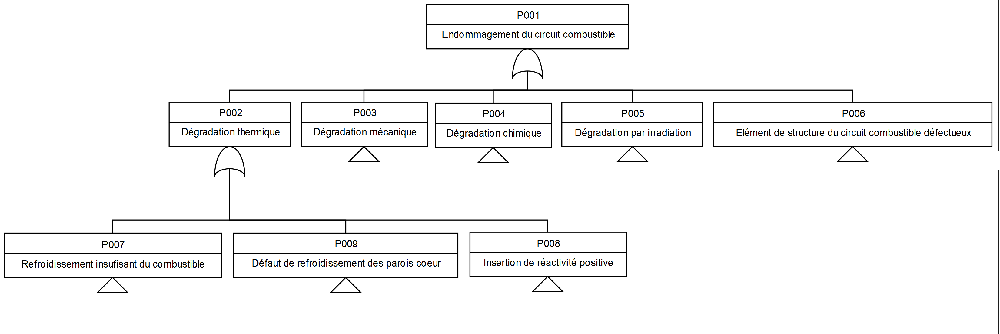 P001
Endommagement du circuit combustible
P002
Dégradation thermique
P003
Dégradation mécanique
P004
Dégradation chimique
P005
Dégradation par irradiation
P006
Elément de structure du circuit combustible défectueux
P007
Refroidissement insufisant du combustible
P009
Défaut de refroidissement des parois coeur
P008
Insertion de réactivité positive